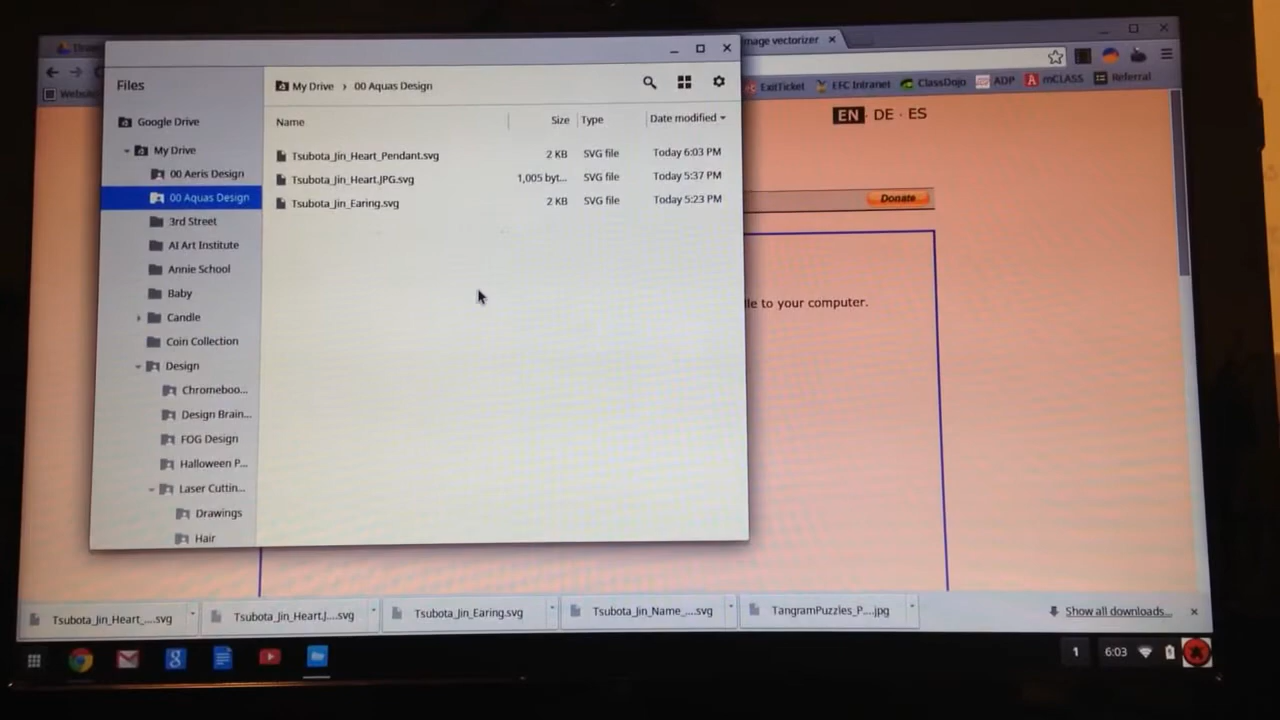 image vectorizer
Website
ExitTicket
EFC Intranet
ClassDojo
ADP
mCLASS
Referral
EN · DE · ES
Donate
le to your computer.
Files
Google Drive
My Drive
00 Aeris Design
00 Aquas Design
3rd Street
AI Art Institute
Annie School
Baby
Candle
Coin Collection
Design
Chromeboo...
Design Brain...
FOG Design
Halloween P...
Laser Cuttin...
Drawings
Hair
My Drive › 00 Aquas Design
Name Size Type Date modified
Tsubota_Jin_Heart_Pendant.svg 2 KB SVG file Today 6:03 PM
Tsubota_Jin_Heart.JPG.svg 1,005 byt... SVG file Today 5:37 PM
Tsubota_Jin_Earing.svg 2 KB SVG file Today 5:23 PM
Tsubota_Jin_Heart_....svg
Tsubota_Jin_Heart.J....svg
Tsubota_Jin_Earing.svg
Tsubota_Jin_Name_....svg
TangramPuzzles_P....jpg
Show all downloads...
1 6:03